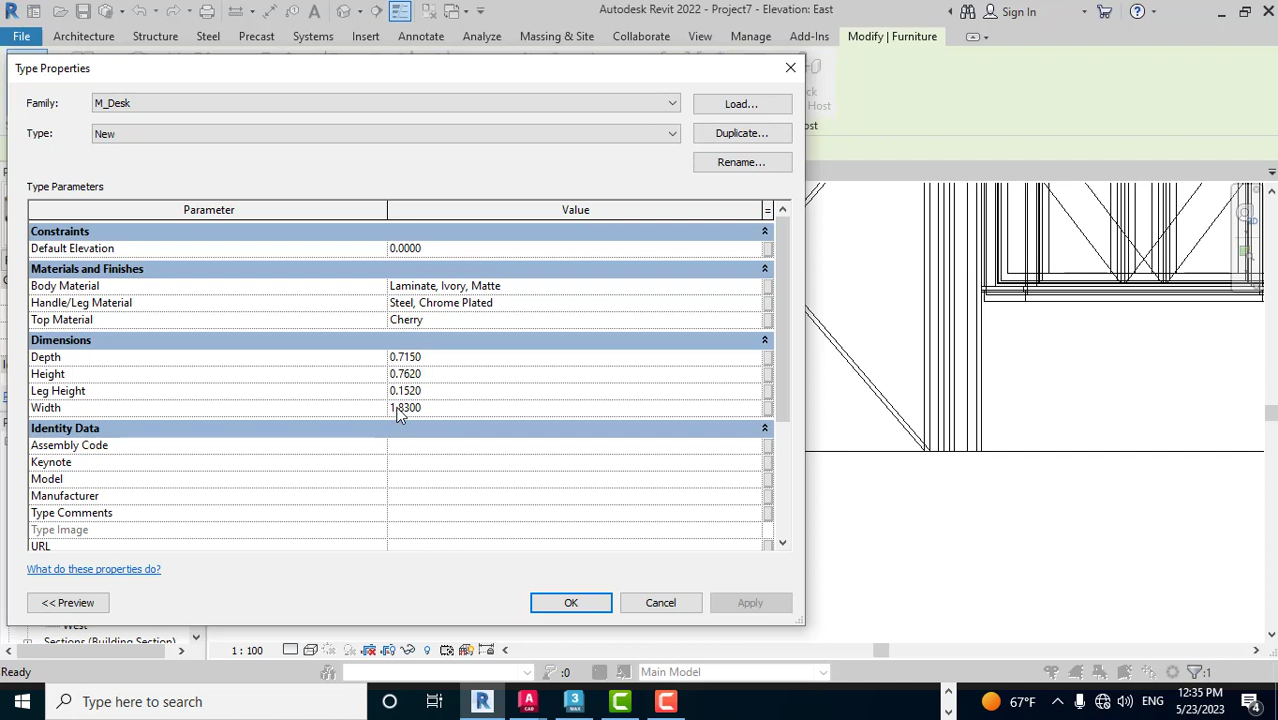 Autodesk Revit 2022 - Project7 - Elevation: East
Sign In
File
Architecture
Structure
Steel
Precast
Systems
Insert
Annotate
Analyze
Massing & Site
Collaborate
View
Manage
Add-Ins
Modify | Furniture
Type Properties
Family:
M_Desk
Load...
Type:
New
Duplicate...
Rename...
Host
Type Parameters
Parameter
Value
=
Constraints
Default Elevation
0.0000
Materials and Finishes
Body Material
Laminate, Ivory, Matte
Handle/Leg Material
Steel, Chrome Plated
Top Material
Cherry
Dimensions
Depth
0.7150
Height
0.7620
Leg Height
0.1520
Width
1.8300
Identity Data
Assembly Code
Keynote
Model
Manufacturer
Type Comments
Type Image
URL
What do these properties do?
<< Preview
OK
Cancel
Apply
Sections (Building Section)
1 : 100
Ready
:0
Main Model
:1
Type here to search
67°F
ENG
12:35 PM
5/23/2023
4